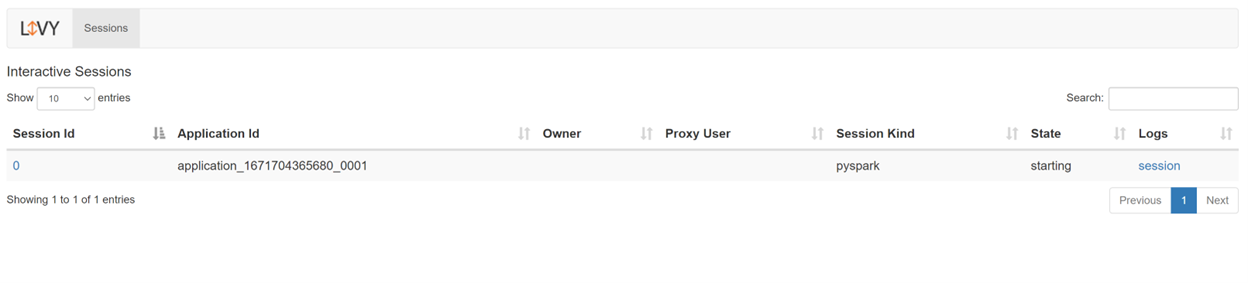 LIVY Sessions
Interactive Sessions
Show 10 entries Search:
Session Id Application Id Owner Proxy User Session Kind State Logs
0 application_1671704365680_0001 pyspark starting session
Showing 1 to 1 of 1 entries Previous 1 Next